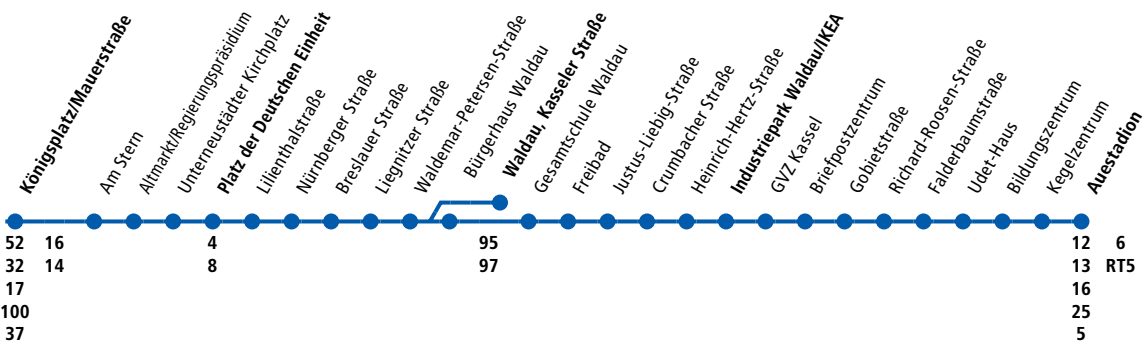 Königsplatz/Mauerstraße
Am Stern
Altmarkt/Regierungspräsidium
Unterneustädter Kirchplatz
Platz der Deutschen Einheit
Lilienthalstraße
Nürnberger Straße
Breslauer Straße
Liegnitzer Straße
Waldemar-Petersen-Straße
Bürgerhaus Waldau
Waldau, Kasseler Straße
Gesamtschule Waldau
Freibad
Justus-Liebig-Straße
Crumbacher Straße
Heinrich-Hertz-Straße
Industriepark Waldau/IKEA
GVZ Kassel
Briefpostzentrum
Gobietstraße
Richard-Roosen-Straße
Falderbaumstraße
Udet-Haus
Bildungszentrum
Kegelzentrum
Auestadion
52 16 4 95 12 6
32 14 8 97 13 RT5
17 16
100 25
37 5